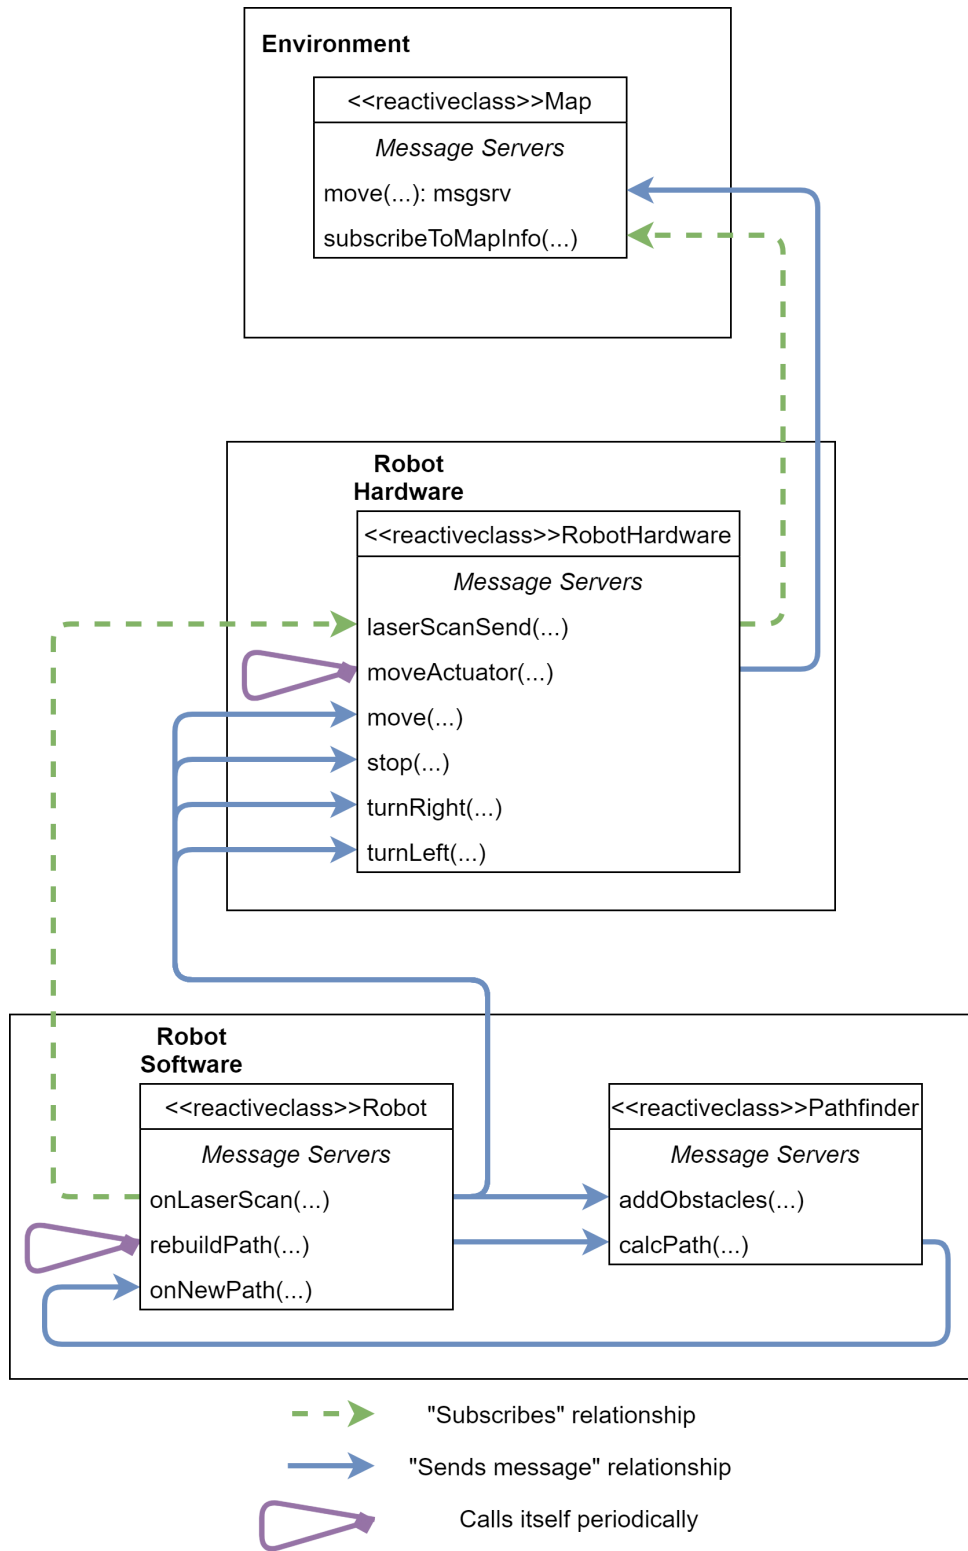 Environment
<<reactiveclass>>Map
Message Servers
move(...): msgsrv
subscribeToMapInfo(...)
Robot
Hardware
<<reactiveclass>>RobotHardware
Message Servers
laserScanSend(...)
moveActuator(...)
move(...)
stop(...)
turnRight(...)
turnLeft(...)
Robot
Software
<<reactiveclass>>Robot
Message Servers
onLaserScan(...)
rebuildPath(...)
onNewPath(...)
<<reactiveclass>>Pathfinder
Message Servers
addObstacles(...)
calcPath(...)
"Subscribes" relationship
"Sends message" relationship
Calls itself periodically